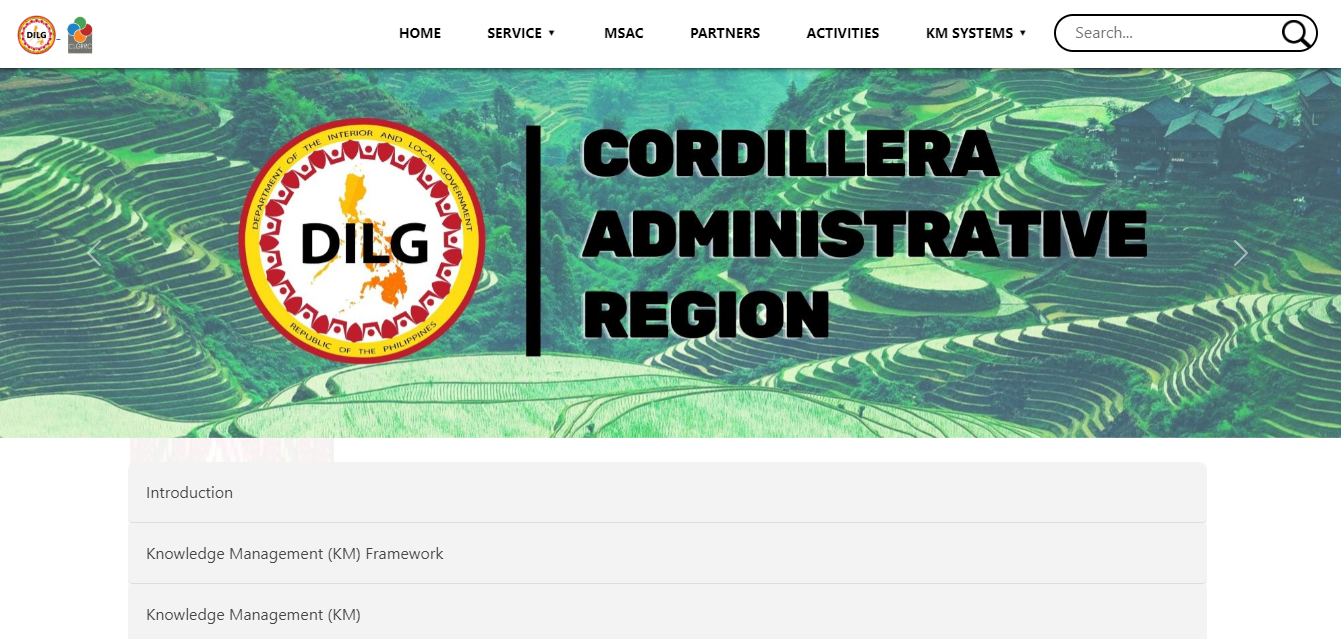 DILG
CLGRRC
HOME
SERVICE ▼
MSAC
PARTNERS
ACTIVITIES
KM SYSTEMS ▼
Search...
DEPARTMENT OF THE INTERIOR AND LOCAL GOVERNMENT
DILG
REPUBLIC OF THE PHILIPPINES
CORDILLERA
ADMINISTRATIVE
REGION
Introduction
Knowledge Management (KM) Framework
Knowledge Management (KM)